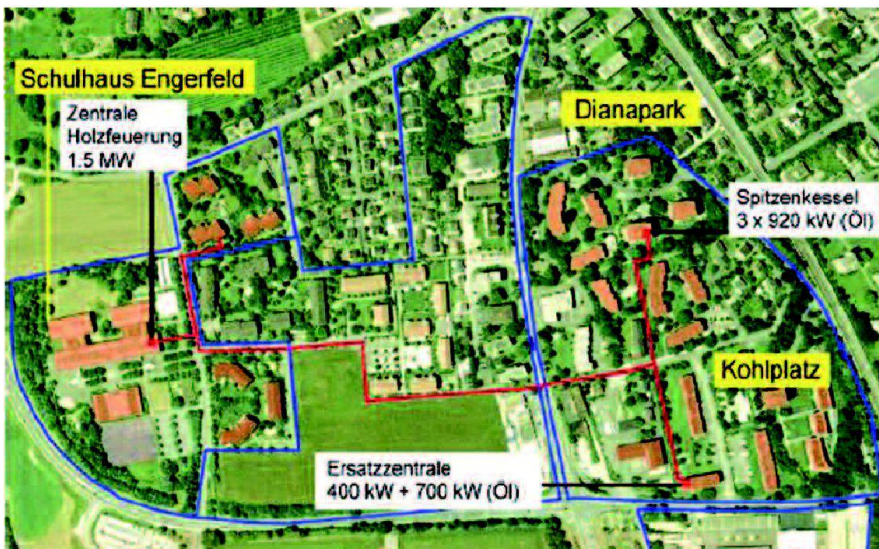 Schulhaus Engerfeld
Zentrale
Holzfeuerung
1.5 MW
Dianapark
Spitzenkessel
3 x 920 kW (Öl)
Kohlplatz
Ersatzzentrale
400 kW + 700 kW (Öl)